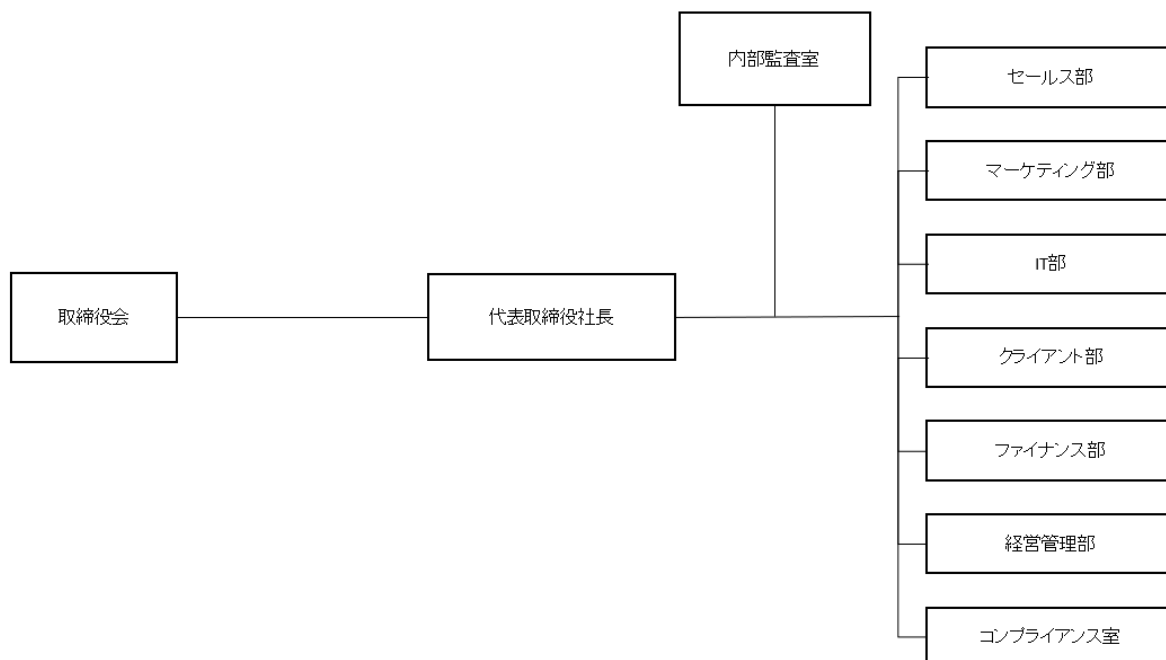 内部監査室
セールス部
マーケティング部
IT部
取締役会
代表取締役社長
クライアント部
ファイナンス部
経営管理部
コンプライアンス室